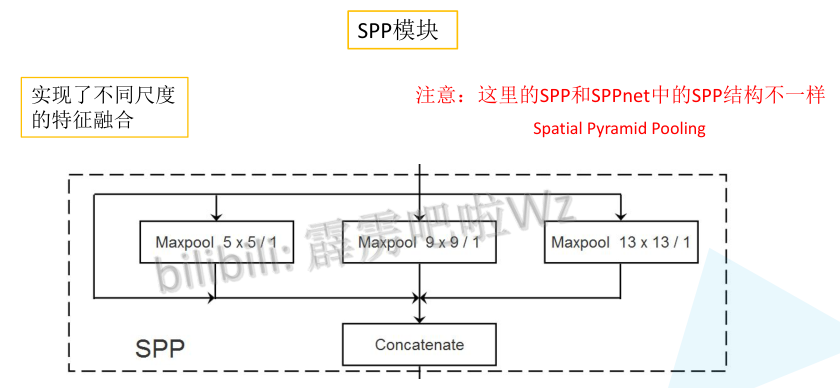 SPP模块
实现了不同尺度
的特征融合
注意：这里的SPP和SPPnet中的SPP结构不一样
Spatial Pyramid Pooling
Maxpool 5 x 5 / 1
Maxpool 9 x 9 / 1
Maxpool 13 x 13 / 1
bilibili: 霹雳吧啦Wz
SPP
Concatenate